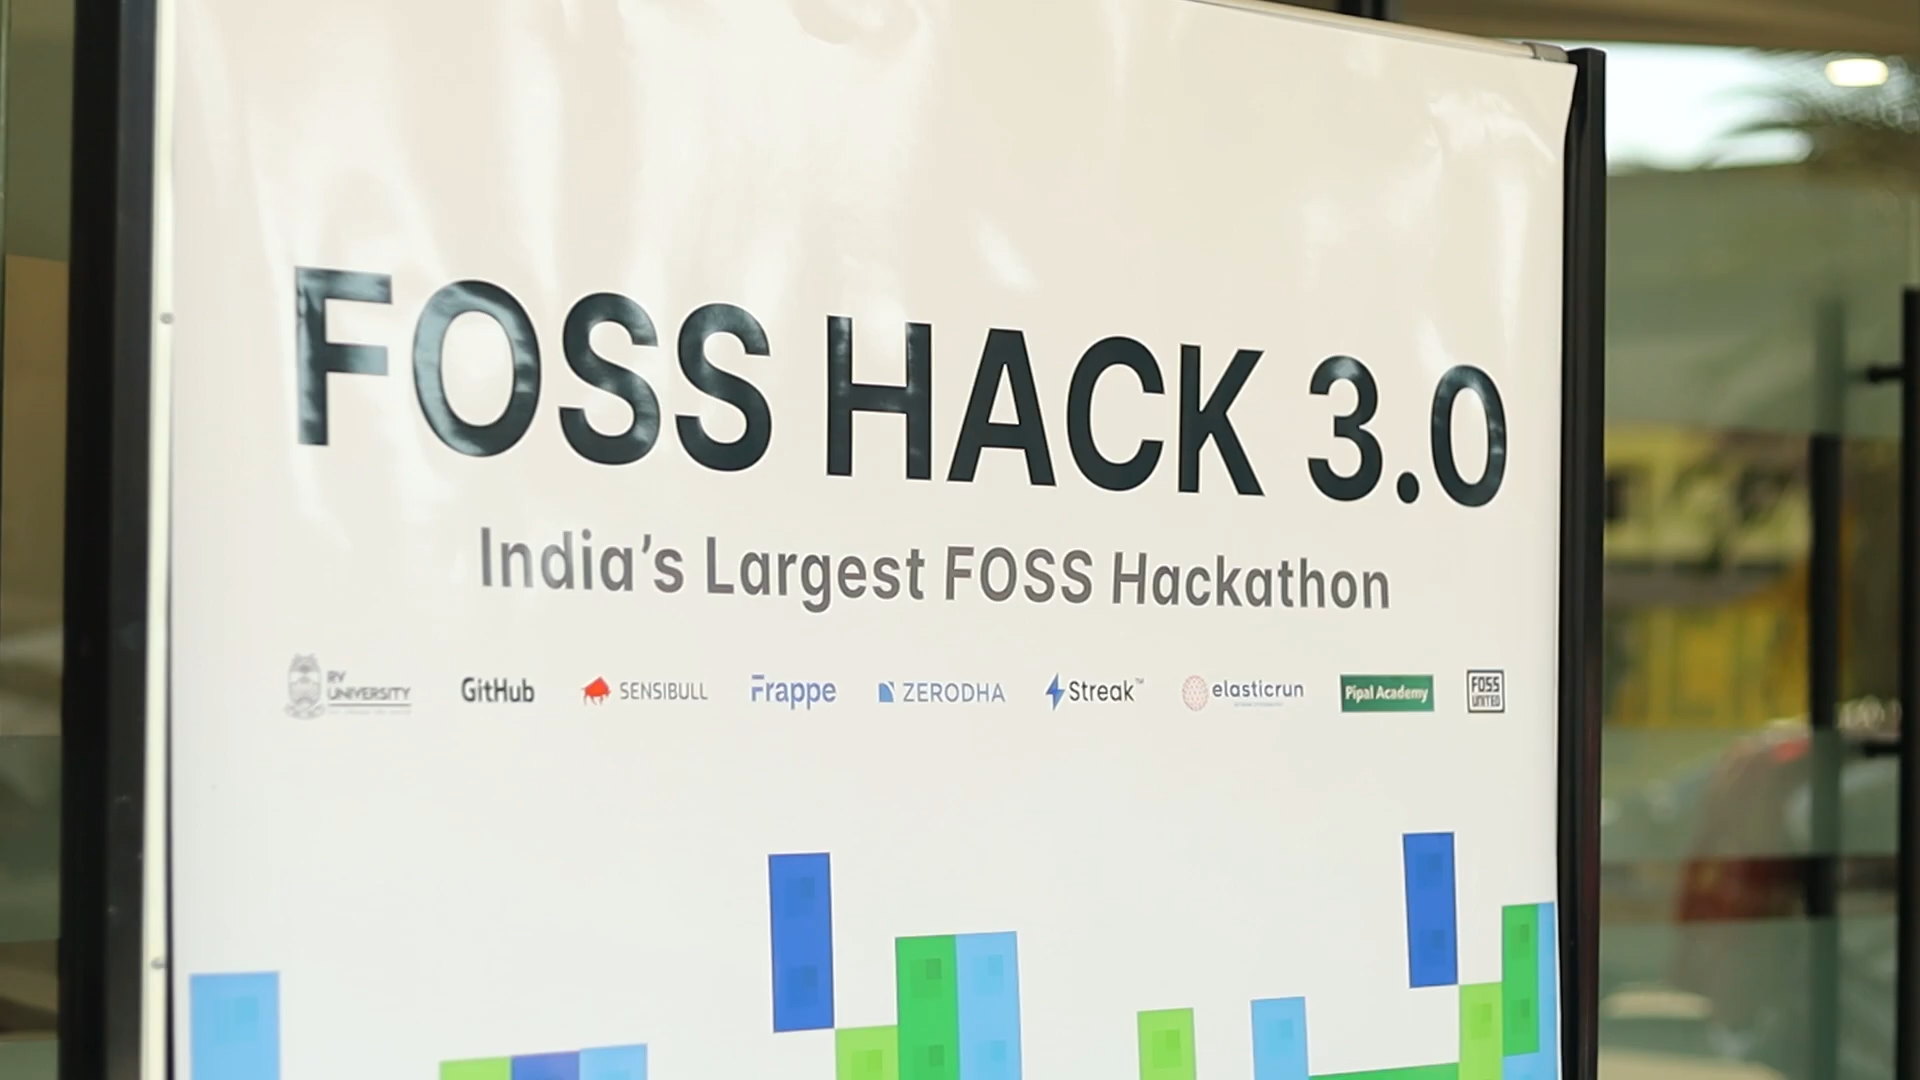 FOSS HACK 3.0
India's Largest FOSS Hackathon
RV UNIVERSITY GitHub SENSIBULL Frappe ZERODHA Streak™ elasticrun Pipal Academy FOSS UNITED